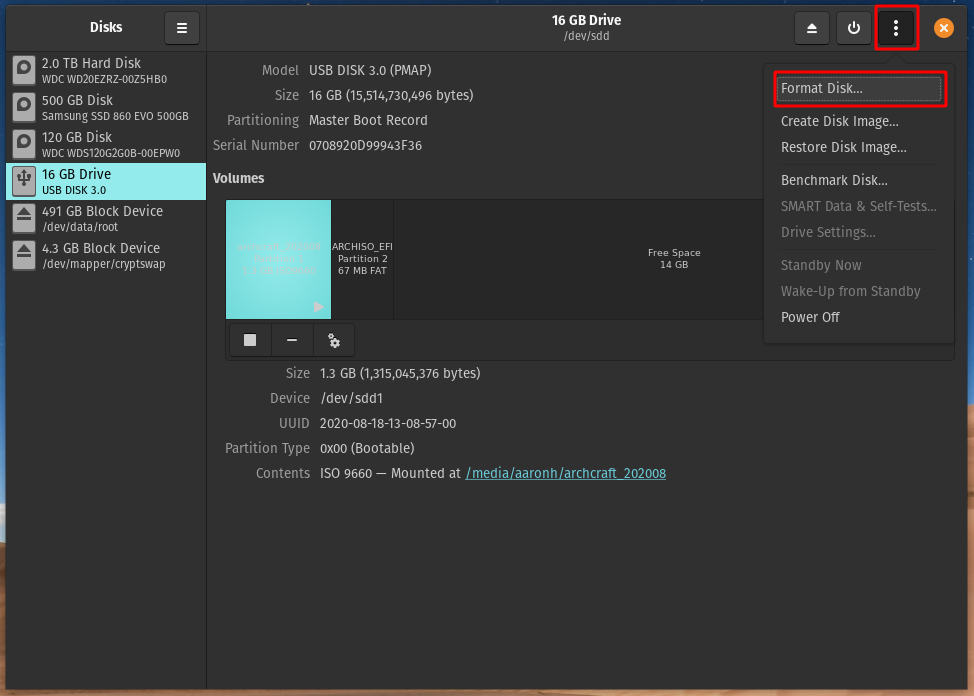 Disks
16 GB Drive
/dev/sdd
2.0 TB Hard Disk
WDC WD20EZRZ-00Z5HB0
500 GB Disk
Samsung SSD 860 EVO 500GB
120 GB Disk
WDC WDS120G2G0B-00EPW0
16 GB Drive
USB DISK 3.0
491 GB Block Device
/dev/data/root
4.3 GB Block Device
/dev/mapper/cryptswap
Model USB DISK 3.0 (PMAP)
Size 16 GB (15,514,730,496 bytes)
Partitioning Master Boot Record
Serial Number 0708920D99943F36
Volumes
ARCHISO_EFI
Partition 2
67 MB FAT
Free Space
14 GB
Size 1.3 GB (1,315,045,376 bytes)
Device /dev/sdd1
UUID 2020-08-18-13-08-57-00
Partition Type 0x00 (Bootable)
Contents ISO 9660 — Mounted at /media/aaronh/archcraft_202008
Format Disk...
Create Disk Image...
Restore Disk Image...
Benchmark Disk...
SMART Data & Self-Tests...
Drive Settings...
Standby Now
Wake-Up from Standby
Power Off